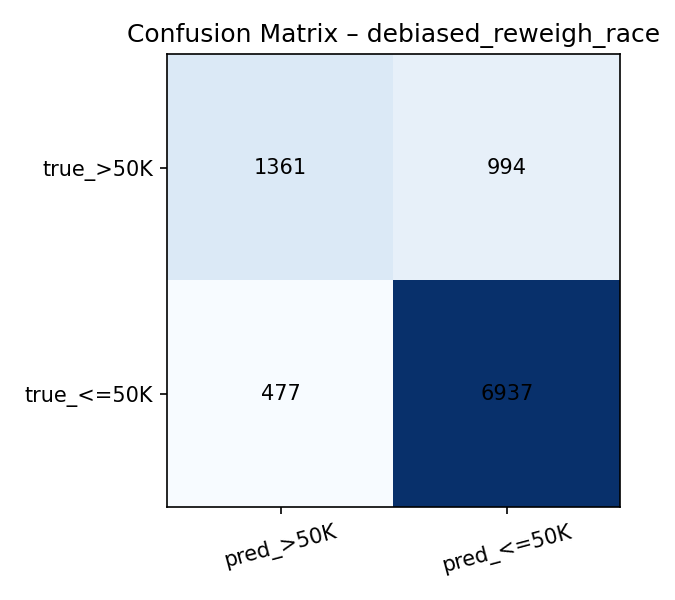 Confusion Matrix – debiased_reweigh_race
true_>50K
1361
994
true_<=50K
477
6937
pred_>50K
pred_<=50K